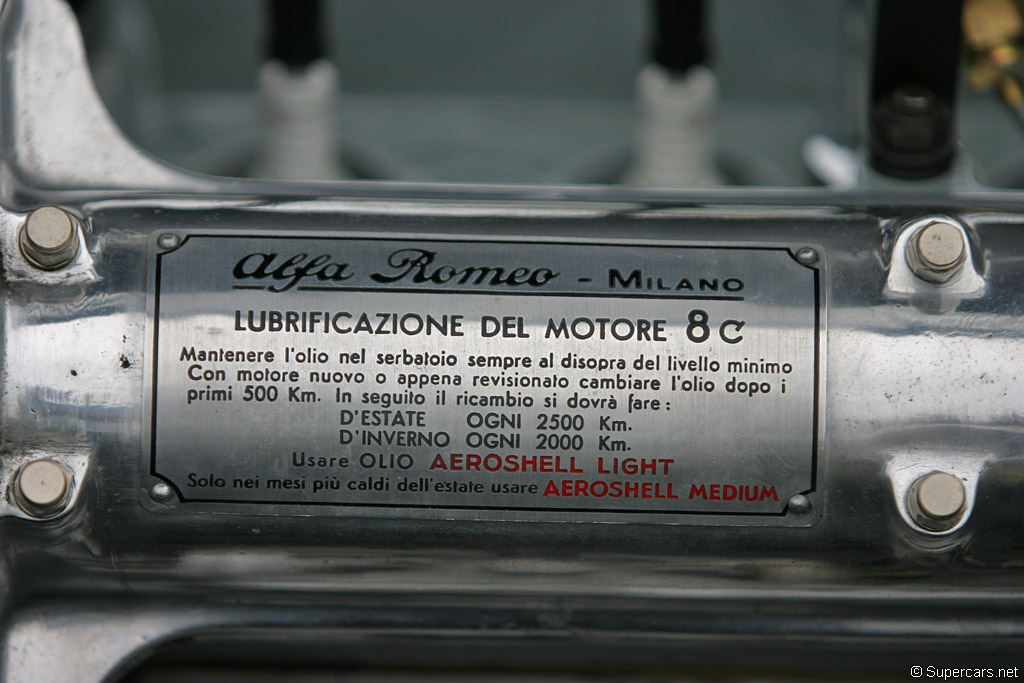 Alfa Romeo - MILANO
LUBRIFICAZIONE DEL MOTORE 8C
Mantenere l'olio nel serbatoio sempre al disopra del livello minimo
Con motore nuovo o appena revisionato cambiare l'olio dopo i
primi 500 Km. In seguito il ricambio si dovrà fare:
D'ESTATE OGNI 2500 Km.
D'INVERNO OGNI 2000 Km.
Usare OLIO AEROSHELL LIGHT
Solo nei mesi più caldi dell'estate usare AEROSHELL MEDIUM
© Supercars.net